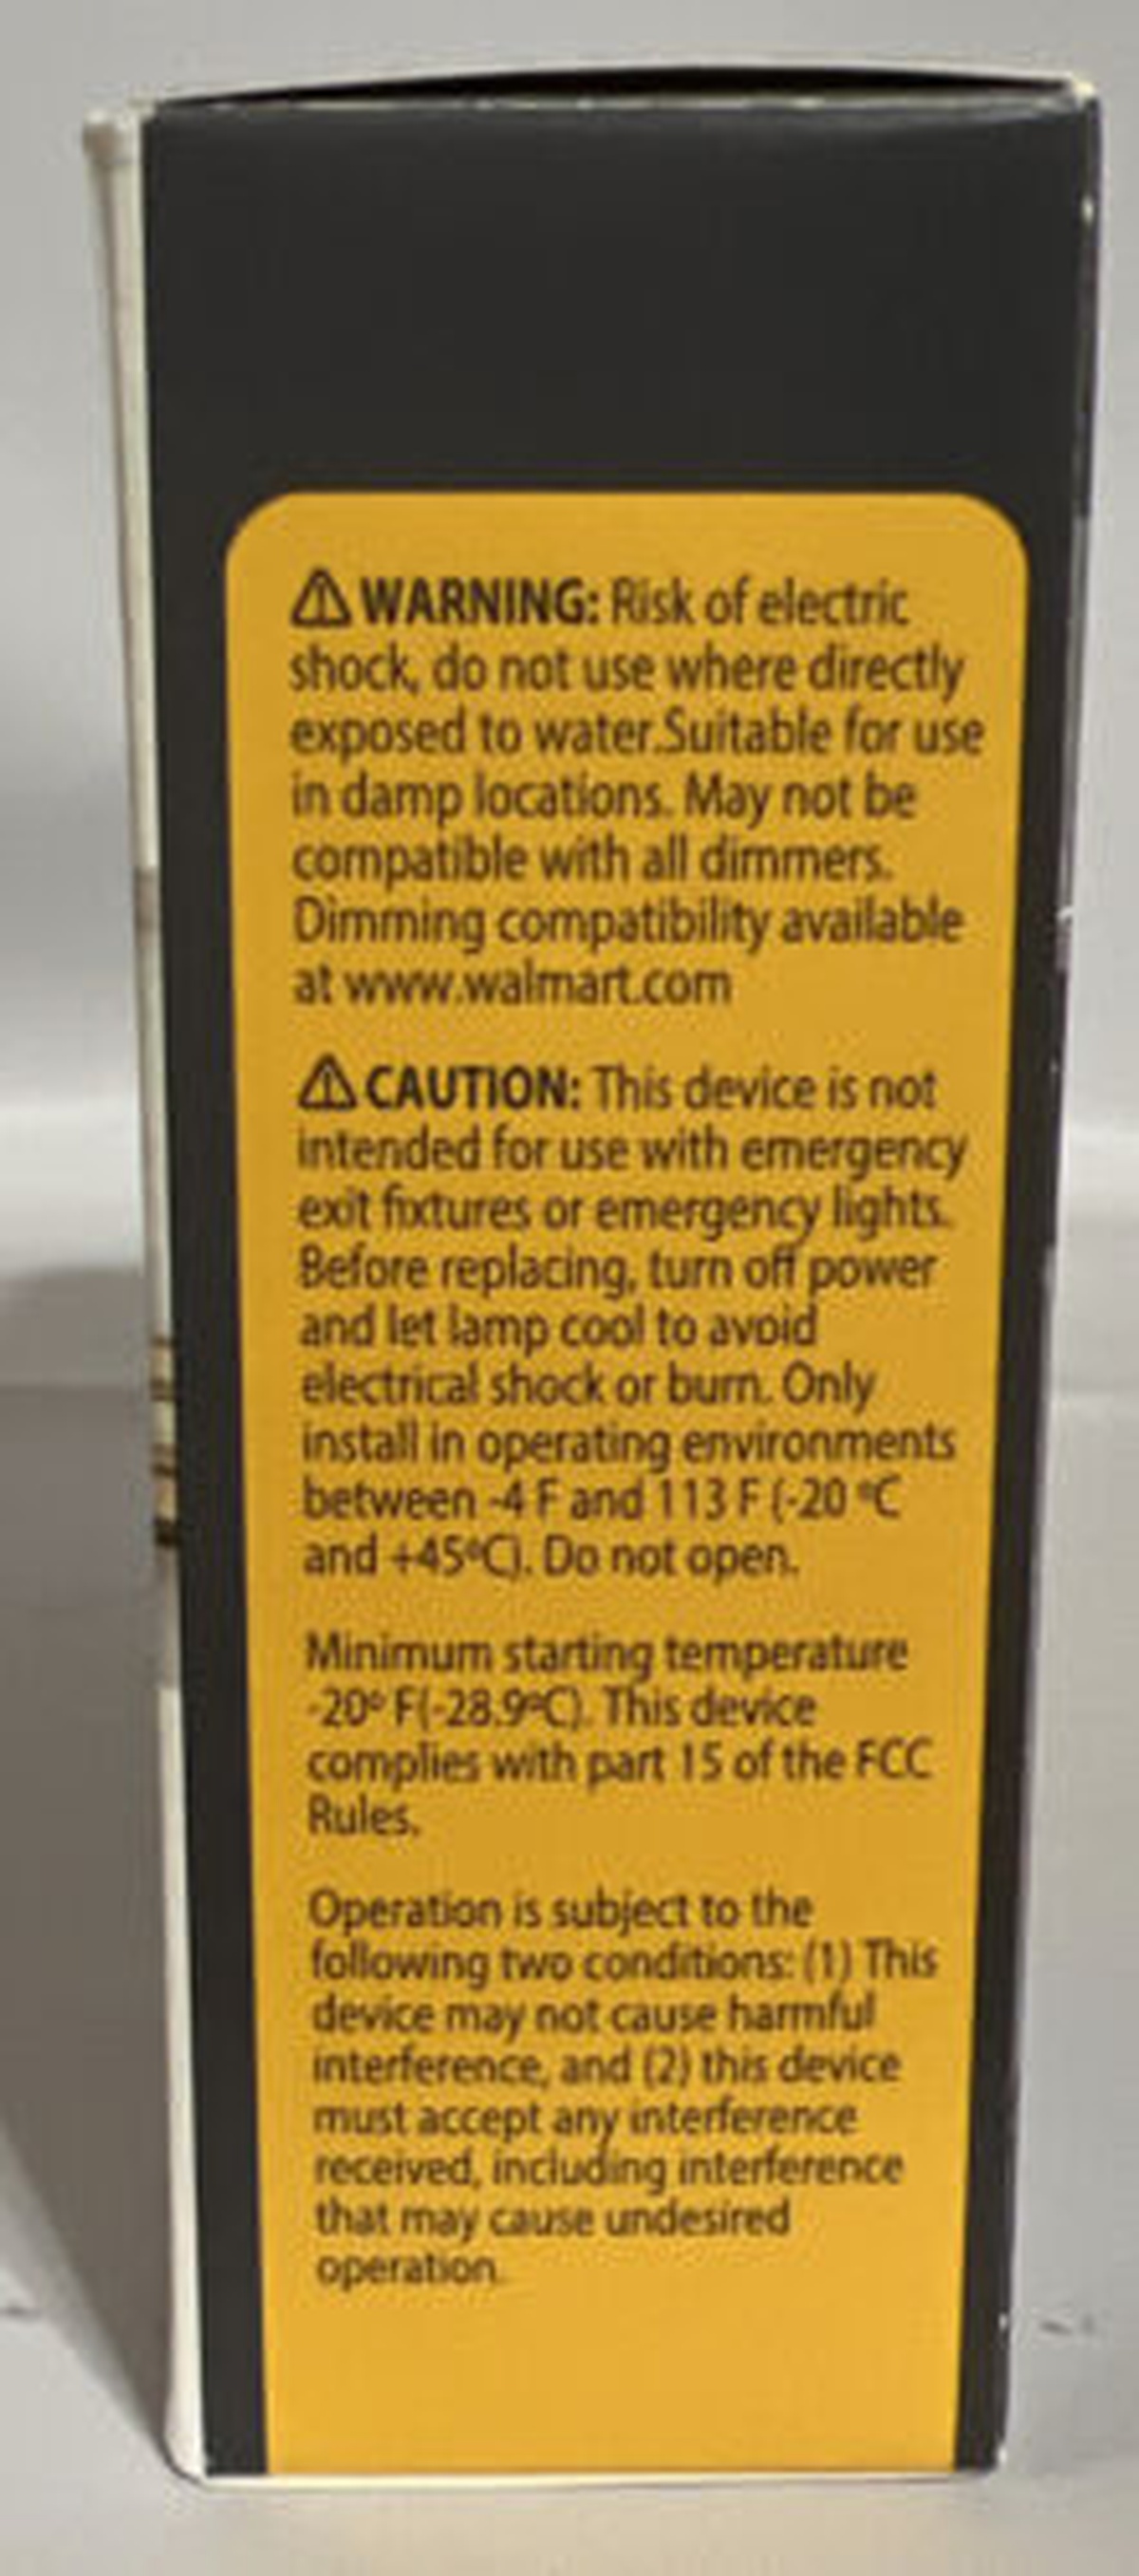 ⚠ WARNING: Risk of electric
shock, do not use where directly
exposed to water.Suitable for use
in damp locations. May not be
compatible with all dimmers.
Dimming compatibility available
at www.walmart.com
⚠ CAUTION: This device is not
intended for use with emergency
exit fixtures or emergency lights.
Before replacing, turn off power
and let lamp cool to avoid
electrical shock or burn. Only
install in operating environments
between -4 F and 113 F (-20 ºC
and +45ºC). Do not open.
Minimum starting temperature
-20º F(-28.9ºC). This device
complies with part 15 of the FCC
Rules.
Operation is subject to the
following two conditions: (1) This
device may not cause harmful
interference, and (2) this device
must accept any interference
received, including interference
that may cause undesired
operation.